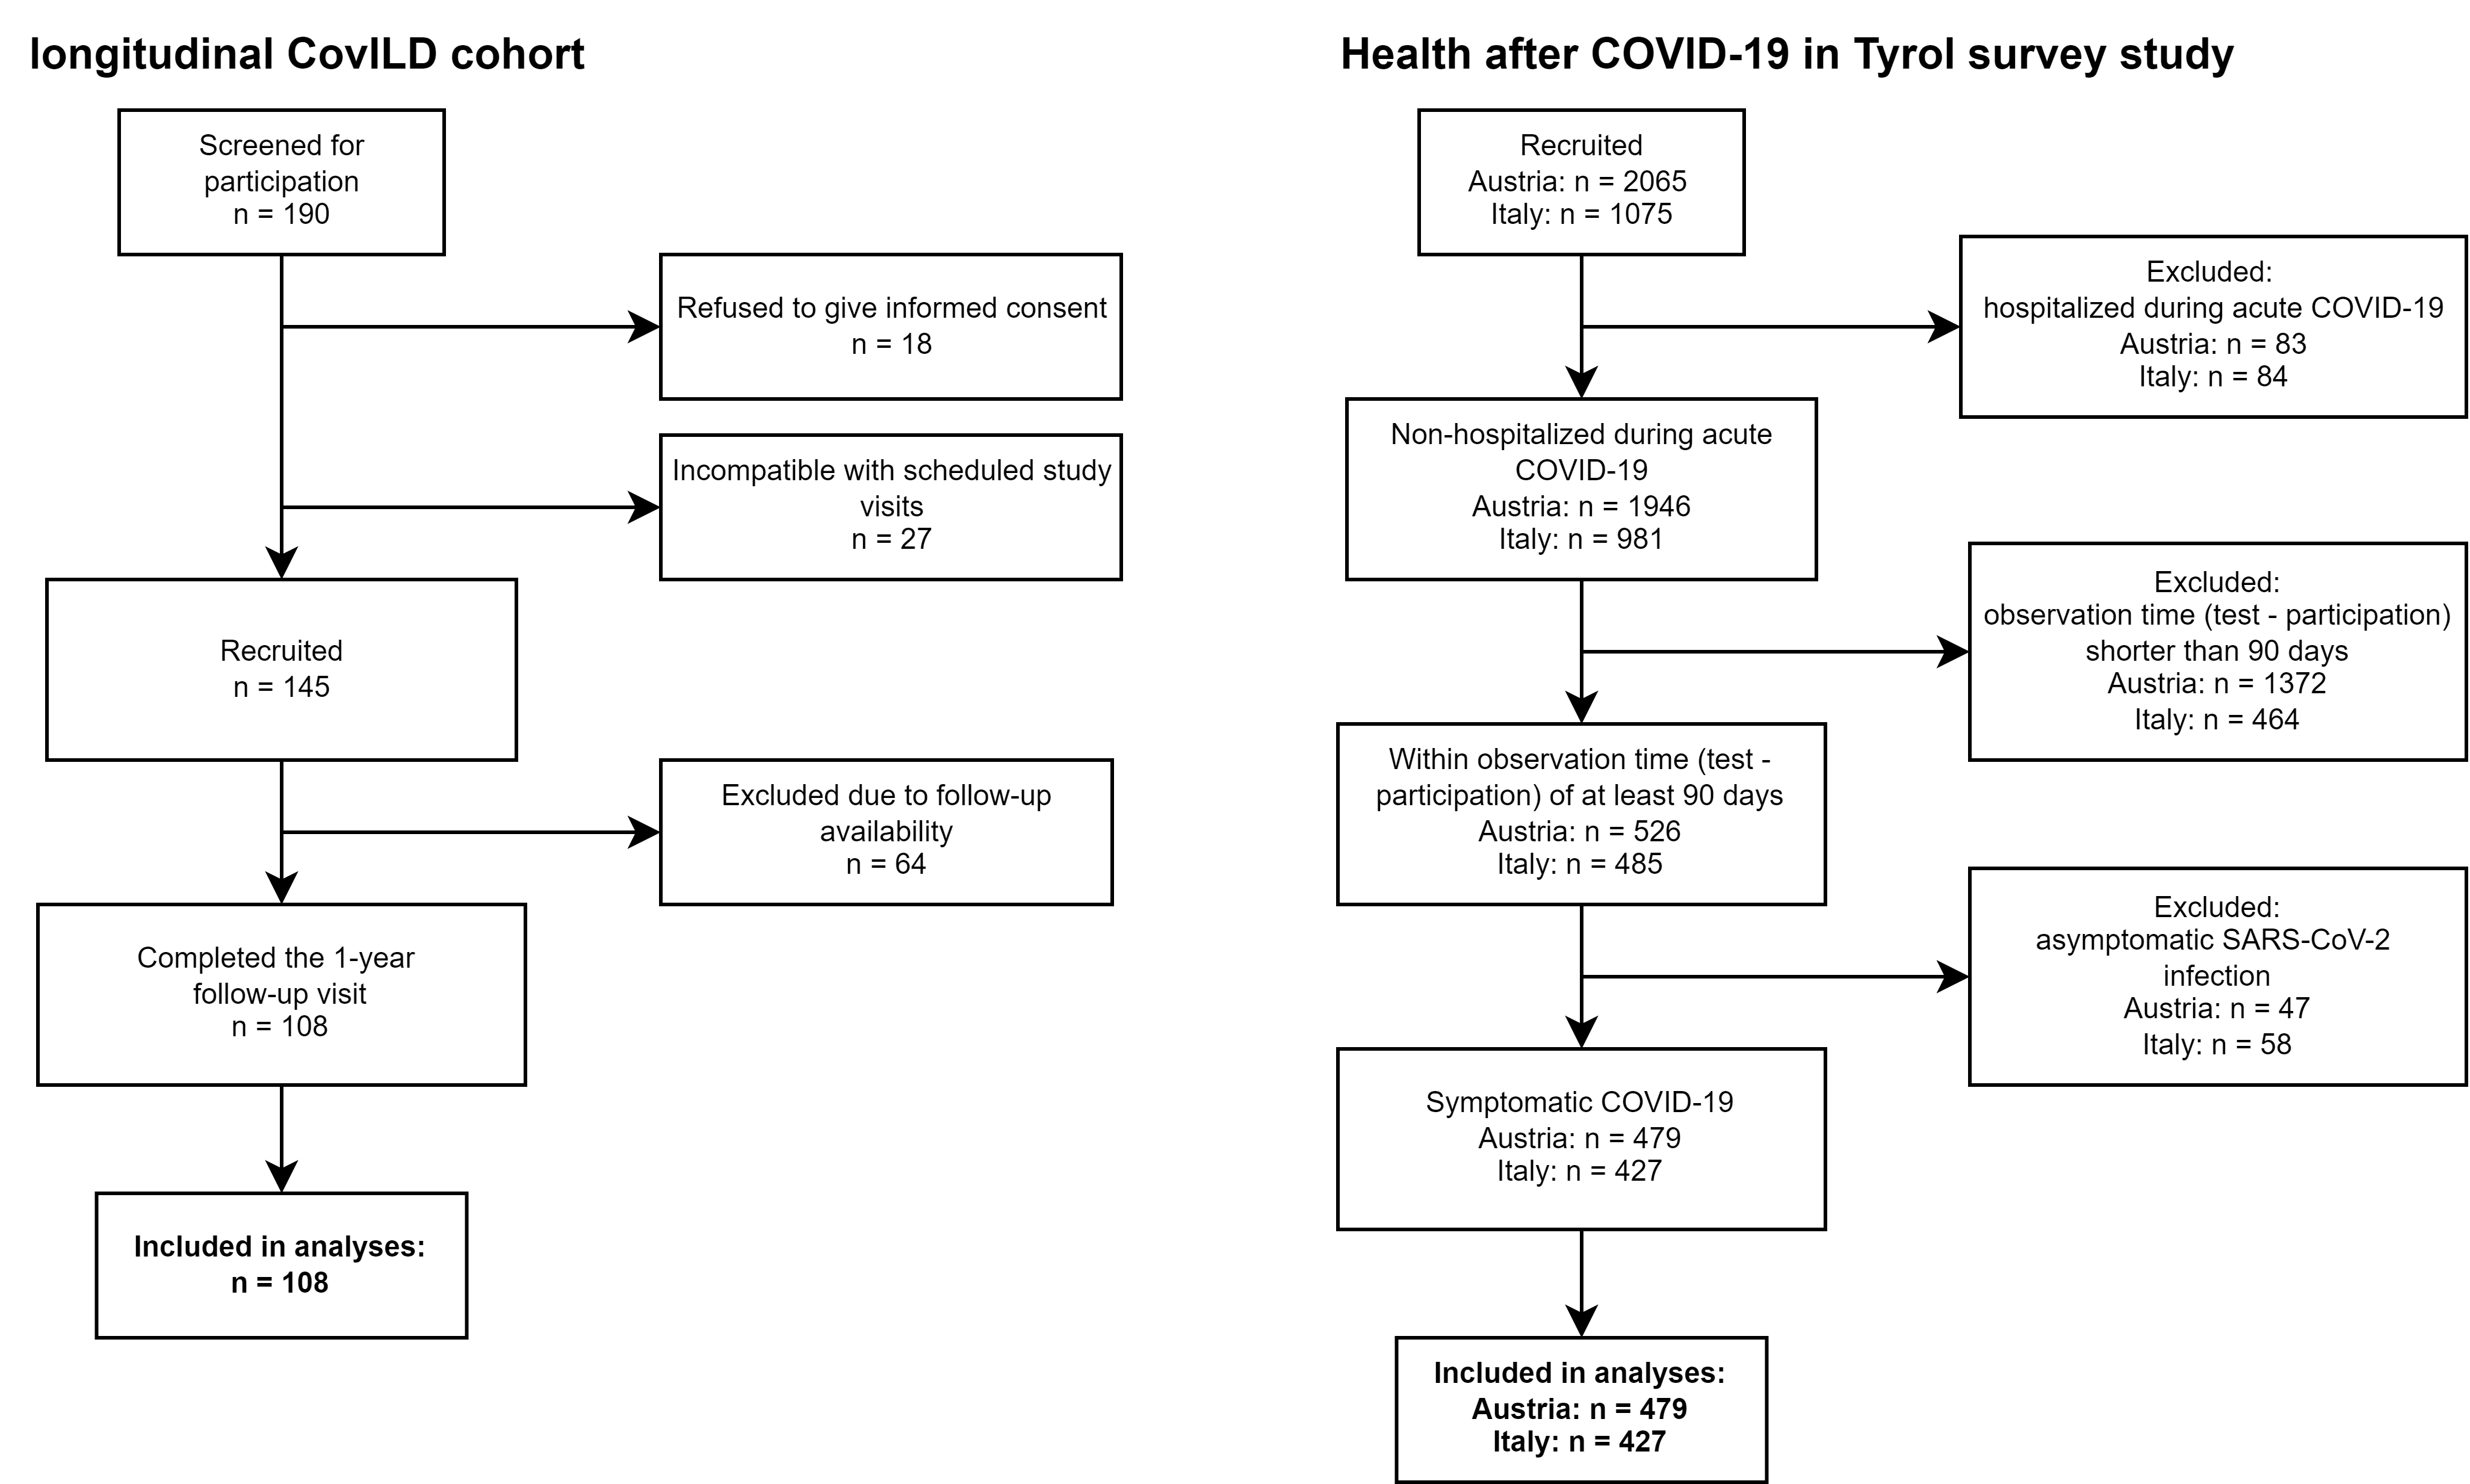 longitudinal CovILD cohort
Screened for
participation
n = 190
Refused to give informed consent
n = 18
Incompatible with scheduled study
visits
n = 27
Recruited
n = 145
Excluded due to follow-up
availability
n = 64
Completed the 1-year
follow-up visit
n = 108
Included in analyses:
n = 108
Health after COVID-19 in Tyrol survey study
Recruited
Austria: n = 2065
Italy: n = 1075
Excluded:
hospitalized during acute COVID-19
Austria: n = 83
Italy: n = 84
Non-hospitalized during acute
COVID-19
Austria: n = 1946
Italy: n = 981
Excluded:
observation time (test - participation)
shorter than 90 days
Austria: n = 1372
Italy: n = 464
Within observation time (test -
participation) of at least 90 days
Austria: n = 526
Italy: n = 485
Excluded:
asymptomatic SARS-CoV-2
infection
Austria: n = 47
Italy: n = 58
Symptomatic COVID-19
Austria: n = 479
Italy: n = 427
Included in analyses:
Austria: n = 479
Italy: n = 427